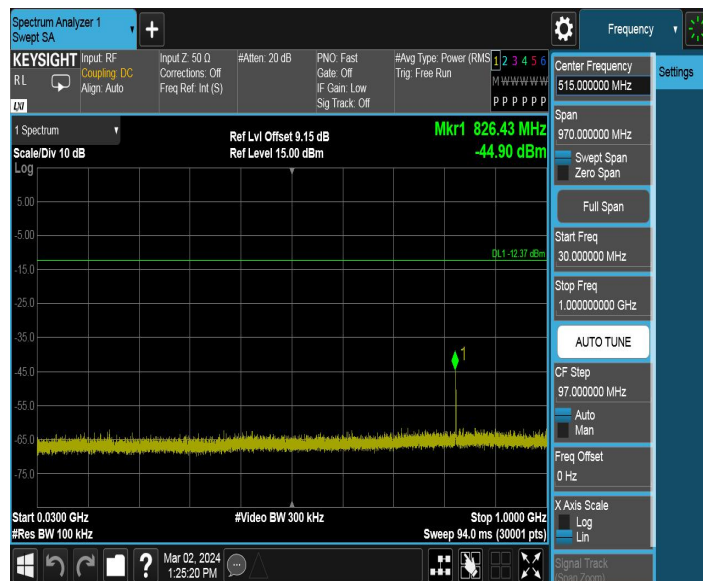 Spectrum Analyzer 1
Swept SA
+
Frequency
KEYSIGHT
RL
LXI
Input: RF
Coupling: DC
Align: Auto
Input Z: 50 Ω
Corrections: Off
Freq Ref: Int (S)
#Atten: 20 dB
PNO: Fast
Gate: Off
IF Gain: Low
Sig Track: Off
#Avg Type: Power (RMS
Trig: Free Run
1 2 3 4 5 6
M W W W W W
P P P P P P
1 Spectrum
Scale/Div 10 dB
Ref Lvl Offset 9.15 dB
Ref Level 15.00 dBm
Mkr1 826.43 MHz
-44.90 dBm
Log
5.00
-5.00
DL1 -12.37 dBm
-15.0
-25.0
-35.0
1
-45.0
-55.0
-65.0
-75.0
Start 0.0300 GHz
#Res BW 100 kHz
#Video BW 300 kHz
Stop 1.0000 GHz
Sweep 94.0 ms (30001 pts)
?
Mar 02, 2024
1:25:20 PM
Center Frequency
515.000000 MHz
Settings
Span
970.000000 MHz
Swept Span
Zero Span
Full Span
Start Freq
30.000000 MHz
Stop Freq
1.000000000 GHz
AUTO TUNE
CF Step
97.000000 MHz
Auto
Man
Freq Offset
0 Hz
X Axis Scale
Log
Lin
Signal Track
(Span Zoom)